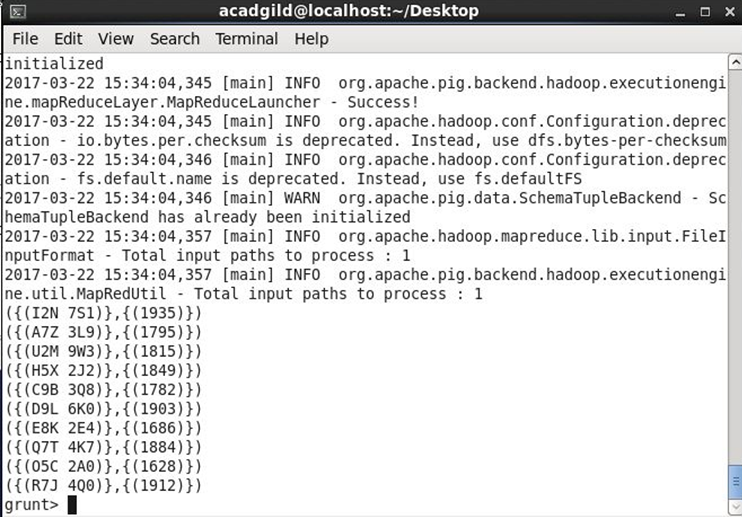 acadgild@localhost:~/Desktop
File Edit View Search Terminal Help
initialized
2017-03-22 15:34:04,345 [main] INFO  org.apache.pig.backend.hadoop.executionengi
ne.mapReduceLayer.MapReduceLauncher - Success!
2017-03-22 15:34:04,345 [main] INFO  org.apache.hadoop.conf.Configuration.deprec
ation - io.bytes.per.checksum is deprecated. Instead, use dfs.bytes-per-checksum
2017-03-22 15:34:04,346 [main] INFO  org.apache.hadoop.conf.Configuration.deprec
ation - fs.default.name is deprecated. Instead, use fs.defaultFS
2017-03-22 15:34:04,346 [main] WARN  org.apache.pig.data.SchemaTupleBackend - Sc
hemaTupleBackend has already been initialized
2017-03-22 15:34:04,357 [main] INFO  org.apache.hadoop.mapreduce.lib.input.FileI
nputFormat - Total input paths to process : 1
2017-03-22 15:34:04,357 [main] INFO  org.apache.pig.backend.hadoop.executionengi
ne.util.MapRedUtil - Total input paths to process : 1
({(I2N 7S1)},{(1935)})
({(A7Z 3L9)},{(1795)})
({(U2M 9W3)},{(1815)})
({(H5X 2J2)},{(1849)})
({(C9B 3Q8)},{(1782)})
({(D9L 6K0)},{(1903)})
({(E8K 2E4)},{(1686)})
({(Q7T 4K7)},{(1884)})
({(O5C 2A0)},{(1628)})
({(R7J 4Q0)},{(1912)})
grunt>